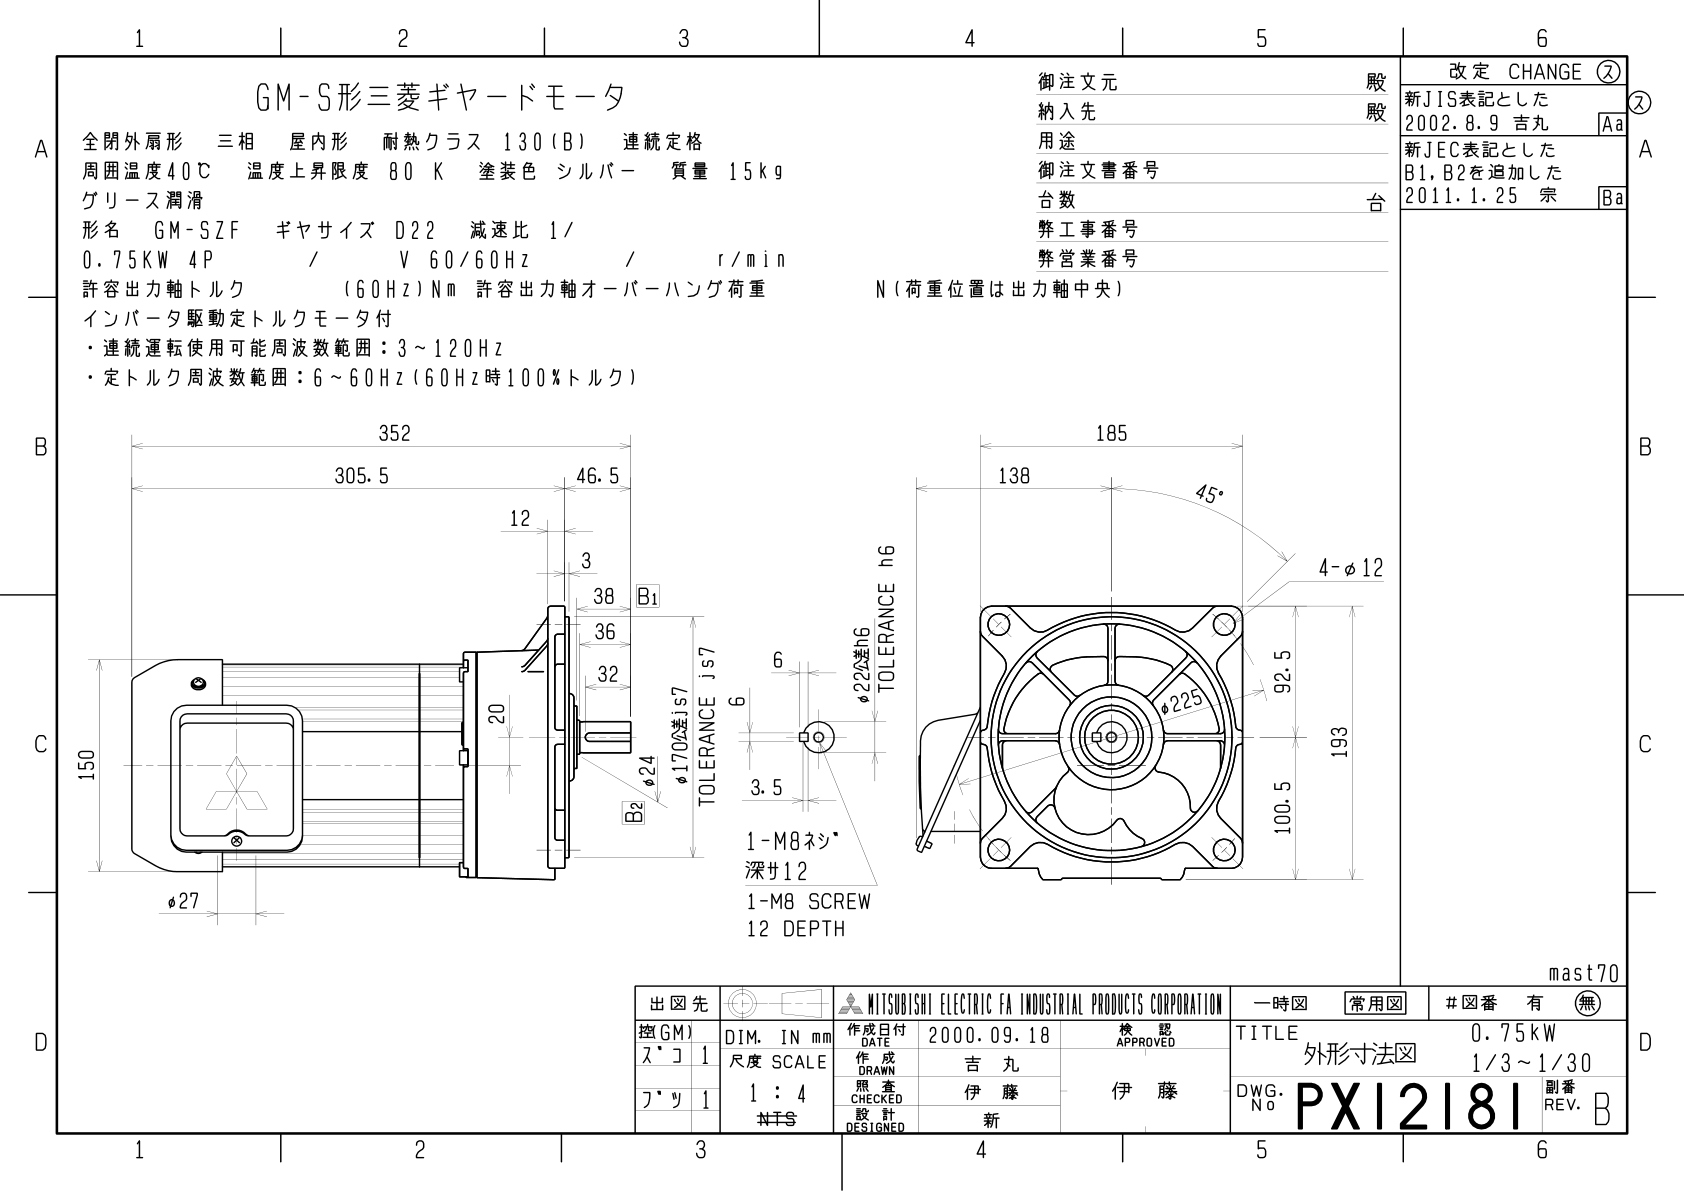 1 2 3 4 5 6
GM-S形三菱ギヤードモータ
全閉外扇形 三相 屋内形 耐熱クラス 130(B) 連続定格
周囲温度40℃ 温度上昇限度 80 K 塗装色 シルバー 質量 15kg
グリース潤滑
形名 GM-SZF ギヤサイズ D22 減速比 1/
0.75KW 4P / V 60/60Hz / r/min
許容出力軸トルク (60Hz)Nm 許容出力軸オーバーハング荷重 N(荷重位置は出力軸中央)
インバータ駆動定トルクモータ付
・連続運転使用可能周波数範囲:3~120Hz
・定トルク周波数範囲:6~60Hz(60Hz時100%トルク)
御注文元 殿
納入先 殿
用途
御注文書番号
台数 台
弊工事番号
弊営業番号
改定 CHANGE ス
ス
新JIS表記とした
2002.8.9 吉丸 Aa
新JEC表記とした
B1,B2を追加した
2011.1.25 宗 Ba
A A
B B
C C
D D
352
305.5 46.5
12
3
38 B1
36
32
20
150
φ27
φ24
B2
φ170公差js7
TOLERANCE js7
6
6
3.5
φ22公差h6
TOLERANCE h6
1-M8ネジ
深サ12
1-M8 SCREW
12 DEPTH
185
138
45°
4-φ12
φ225
92.5
193
100.5
mast70
出図先
控(GM)
スﾞコ 1
フﾞツ 1
DIM. IN mm
尺度 SCALE
1 : 4
NTS
MITSUBISHI ELECTRIC FA INDUSTRIAL PRODUCTS CORPORATION
作成日付
DATE
2000.09.18
作成
DRAWN
吉丸
照査
CHECKED
伊藤
設計
DESIGNED
新
検認
APPROVED
伊藤
一時図 常用図 #図番 有 無
TITLE
外形寸法図
0.75kW
1/3~1/30
DWG.
No
PX12181
副番
REV.
B
1 2 3 4 5 6